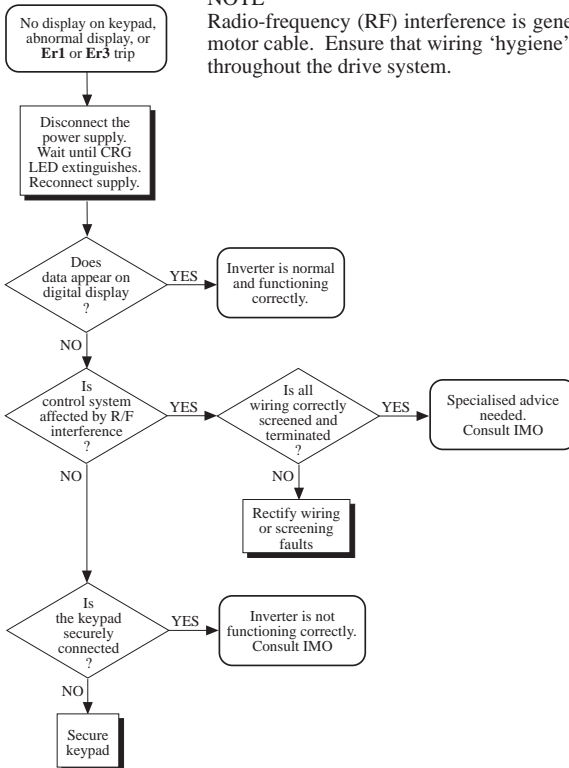 No display on keypad,
abnormal display, or
Er1 or Er3 trip
NOTE
Radio-frequency (RF) interference is
motor cable. Ensure that wiring ‘hygiene’
throughout the drive system.
Disconnect the
power supply.
Wait until CRG
LED extinguishes.
Reconnect supply.
Does
data appear on
digital display
?
YES
Inverter is normal
and functioning
correctly.
NO
Is
control system
affected by R/F
interference
?
YES
Is all
wiring correctly
screened and
terminated
?
YES
Specialised advice
needed.
Consult IMO
NO
NO
Rectify wiring
or screening
faults
Is
the keypad
securely
connected
?
YES
Inverter is not
functioning correctly.
Consult IMO
NO
Secure
keypad